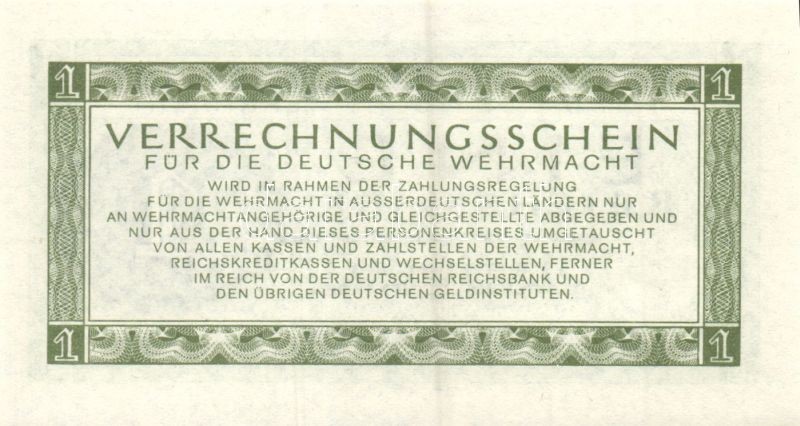 1 1
VERRECHNUNGSSCHEIN
FÜR DIE DEUTSCHE WEHRMACHT
WIRD IM RAHMEN DER ZAHLUNGSREGELUNG
FÜR DIE WEHRMACHT IN AUSSERDEUTSCHEN LÄNDERN NUR
AN WEHRMACHTANGEHÖRIGE UND GLEICHGESTELLTE ABGEGEBEN UND
NUR AUS DER HAND DIESES PERSONENKREISES UMGETAUSCHT
VON ALLEN KASSEN UND ZAHLSTELLEN DER WEHRMACHT,
REICHSKREDITKASSEN UND WECHSELSTELLEN, FERNER
IM REICH VON DER DEUTSCHEN REICHSBANK UND
DEN ÜBRIGEN DEUTSCHEN GELDINSTITUTEN.
1 1